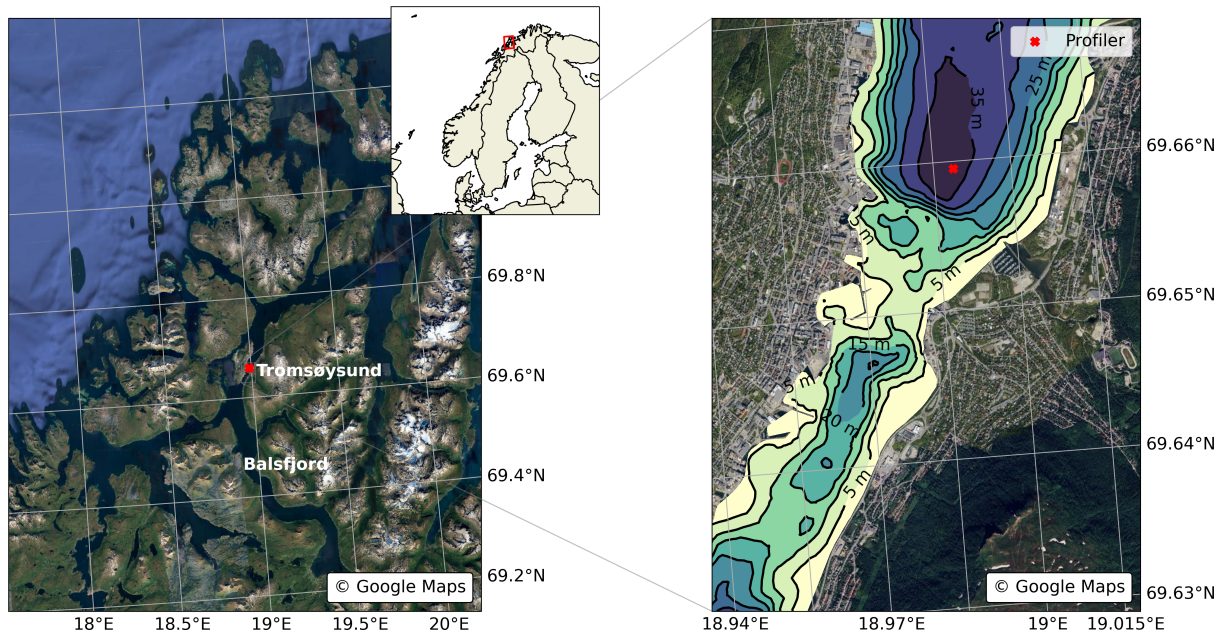 Tromsøysund
Balsfjord
© Google Maps
69.8°N
69.6°N
69.4°N
69.2°N
18°E
18.5°E
19°E
19.5°E
20°E
Profiler
25 m
35 m
5 m
5 m
15 m
5 m
20 m
5 m
© Google Maps
69.66°N
69.65°N
69.64°N
69.63°N
18.94°E
18.97°E
19°E
19.015°E